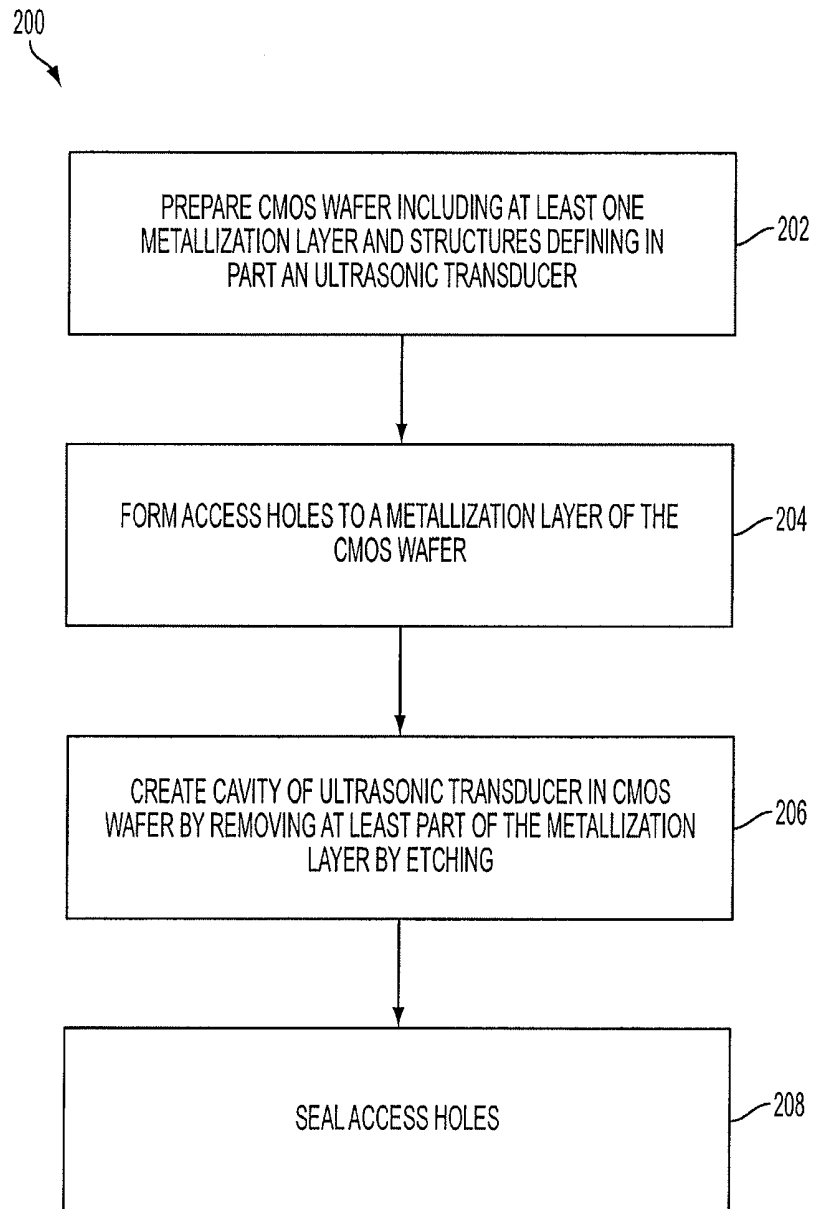 200
PREPARE CMOS WAFER INCLUDING AT LEAST ONE
METALLIZATION LAYER AND STRUCTURES DEFINING IN
PART AN ULTRASONIC TRANSDUCER
202
FORM ACCESS HOLES TO A METALLIZATION LAYER OF THE
CMOS WAFER
204
CREATE CAVITY OF ULTRASONIC TRANSDUCER IN CMOS
WAFER BY REMOVING AT LEAST PART OF THE METALLIZATION
LAYER BY ETCHING
206
SEAL ACCESS HOLES
208